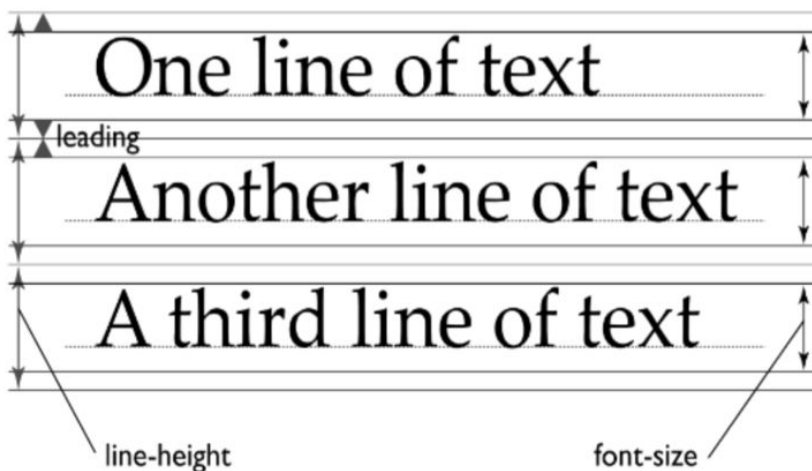 One line of text
leading
Another line of text
A third line of text
line-height
font-size